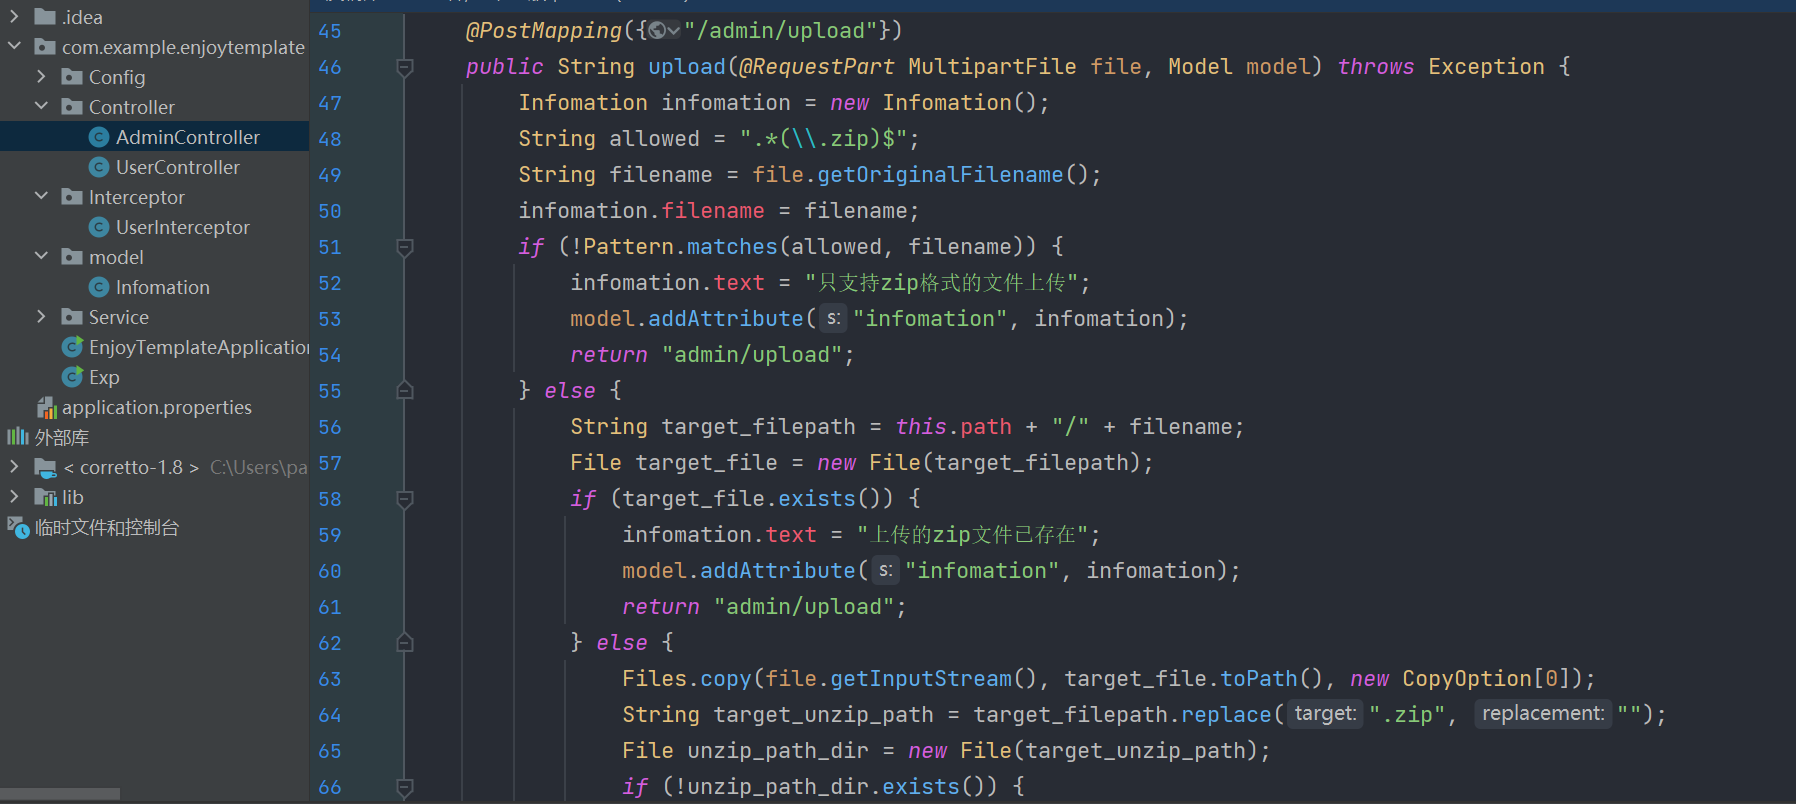 .idea
com.example.enjoytemplate
Config
Controller
AdminController
UserController
Interceptor
UserInterceptor
model
Infomation
Service
EnjoyTemplateApplication
Exp
application.properties
外部库
< corretto-1.8 > C:\Users\pa
lib
临时文件和控制台
45 @PostMapping({"/admin/upload"})
46 public String upload(@RequestPart MultipartFile file, Model model) throws Exception {
47 Infomation infomation = new Infomation();
48 String allowed = ".*(\\.zip)$";
49 String filename = file.getOriginalFilename();
50 infomation.filename = filename;
51 if (!Pattern.matches(allowed, filename)) {
52 infomation.text = "只支持zip格式的文件上传";
53 model.addAttribute( s: "infomation", infomation);
54 return "admin/upload";
55 } else {
56 String target_filepath = this.path + "/" + filename;
57 File target_file = new File(target_filepath);
58 if (target_file.exists()) {
59 infomation.text = "上传的zip文件已存在";
60 model.addAttribute( s: "infomation", infomation);
61 return "admin/upload";
62 } else {
63 Files.copy(file.getInputStream(), target_file.toPath(), new CopyOption[0]);
64 String target_unzip_path = target_filepath.replace( target: ".zip", replacement: "");
65 File unzip_path_dir = new File(target_unzip_path);
66 if (!unzip_path_dir.exists()) {